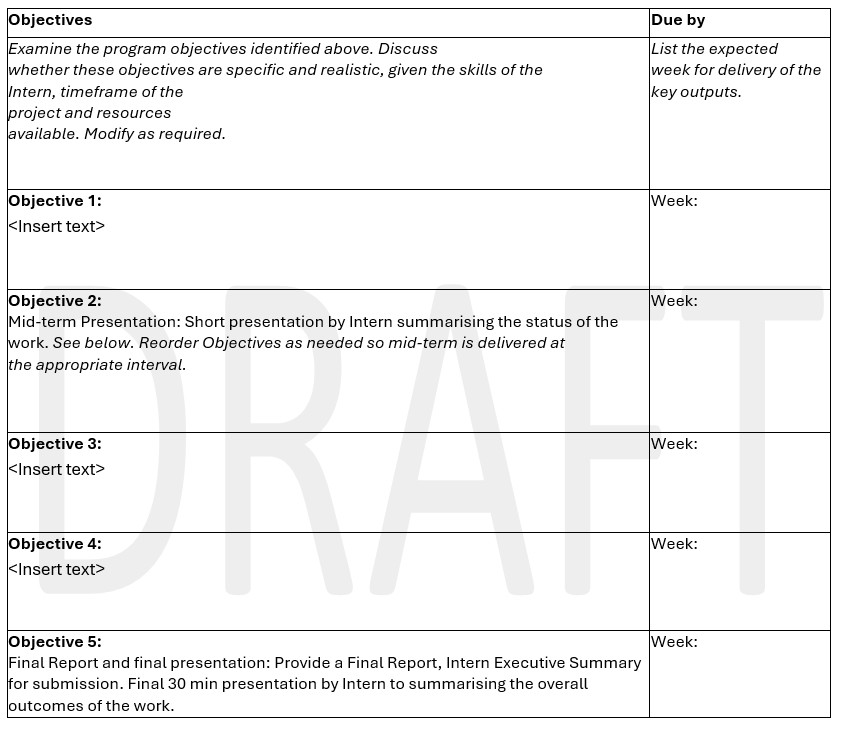 Objectives
Due by
Examine the program objectives identified above. Discuss
whether these objectives are specific and realistic, given the skills of the
Intern, timeframe of the
project and resources
available. Modify as required.
List the expected
week for delivery of the
key outputs.
Objective 1:
<Insert text>
Week:
Objective 2:
Mid-term Presentation: Short presentation by Intern summarising the status of the
work. See below. Reorder Objectives as needed so mid-term is delivered at
the appropriate interval.
Week:
Objective 3:
<Insert text>
Week:
Objective 4:
<Insert text>
Week:
Objective 5:
Final Report and final presentation: Provide a Final Report, Intern Executive Summary
for submission. Final 30 min presentation by Intern to summarising the overall
outcomes of the work.
Week:
DRAFT